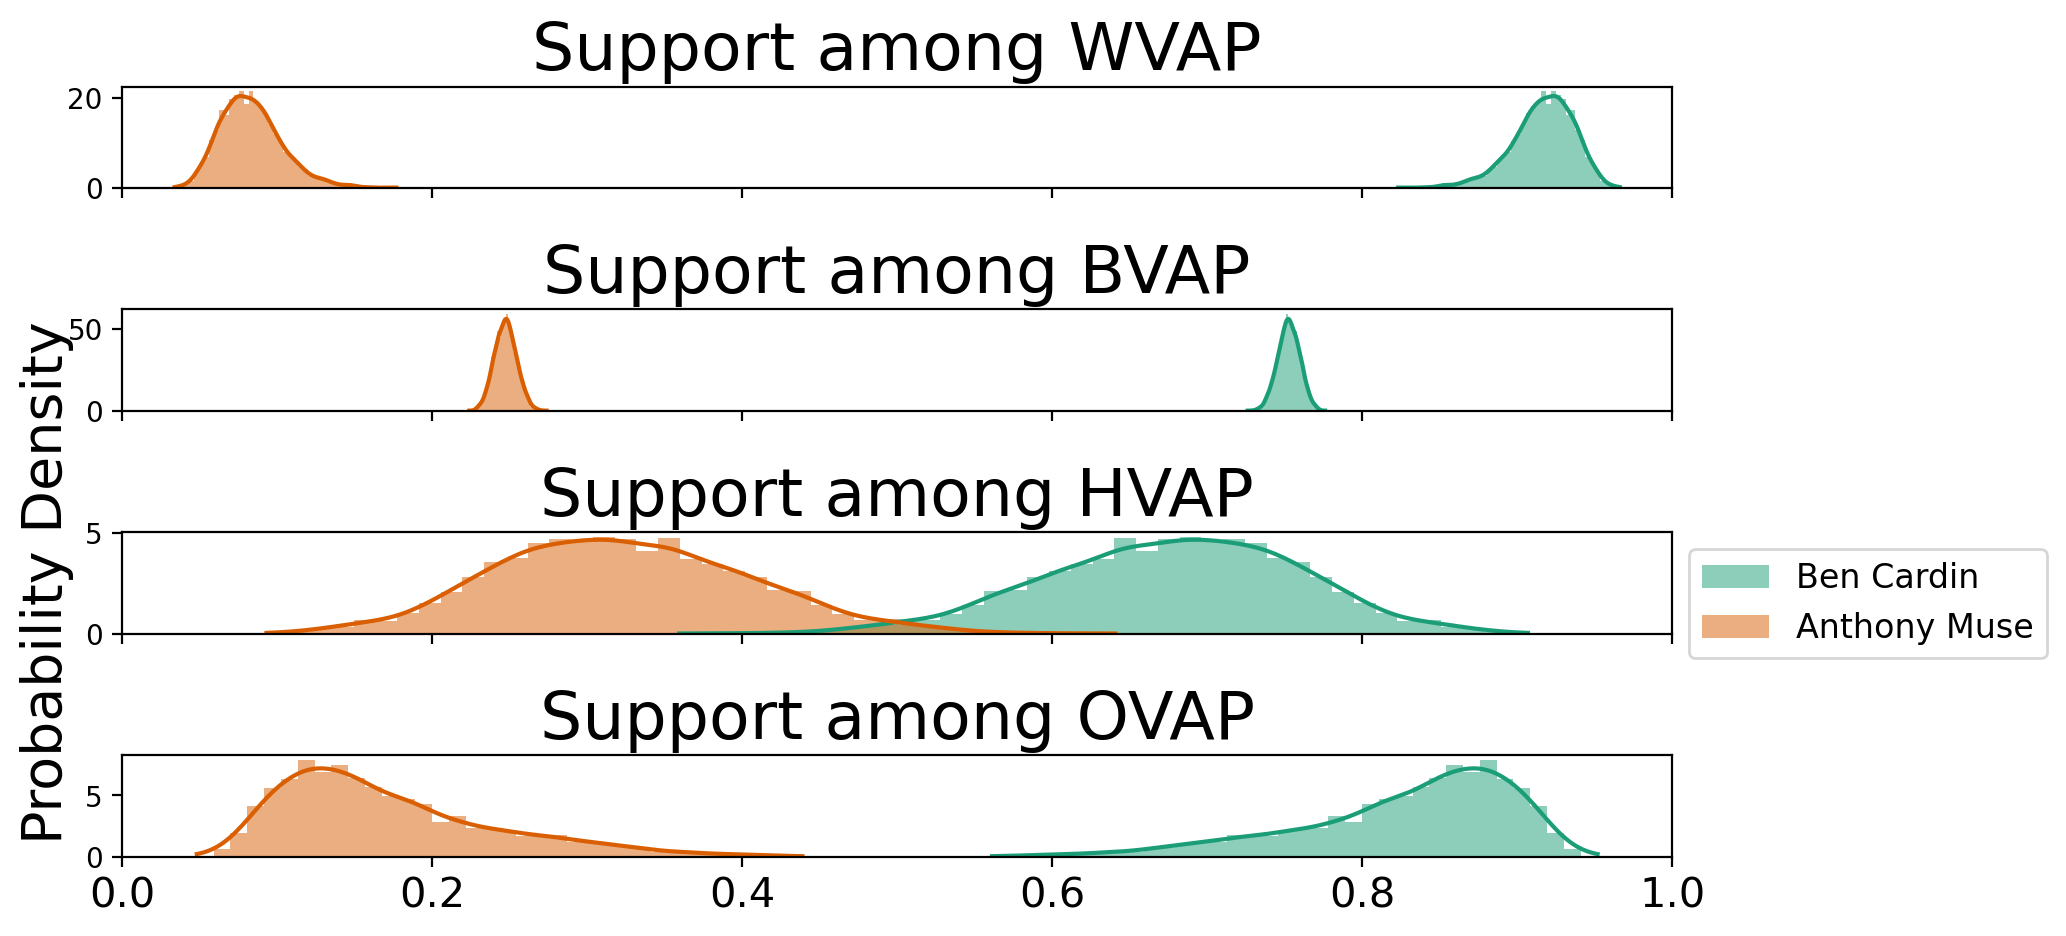 Support among WVAP
20
0
Support among BVAP
50
0
Probability Density
Support among HVAP
5
0
Ben Cardin
Anthony Muse
Support among OVAP
5
0
0.0 0.2 0.4 0.6 0.8 1.0